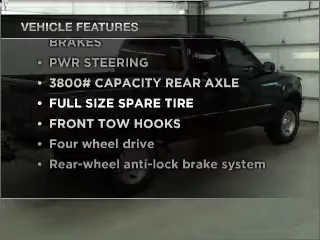 VEHICLE FEATURES
BRAKES
• PWR STEERING
• 3800# CAPACITY REAR AXLE
• FULL SIZE SPARE TIRE
• FRONT TOW HOOKS
• Four wheel drive
• Rear-wheel anti-lock brake system